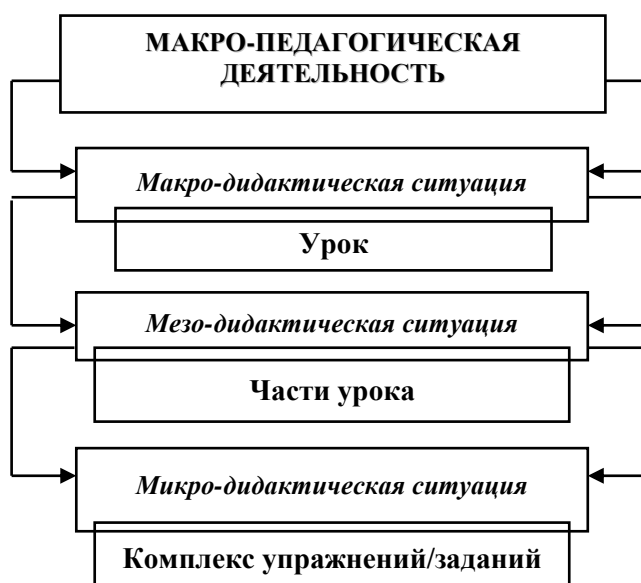 МАКРО-ПЕДАГОГИЧЕСКАЯ
ДЕЯТЕЛЬНОСТЬ
Макро-дидактическая ситуация
Урок
Мезо-дидактическая ситуация
Части урока
Микро-дидактическая ситуация
Комплекс упражнений/заданий